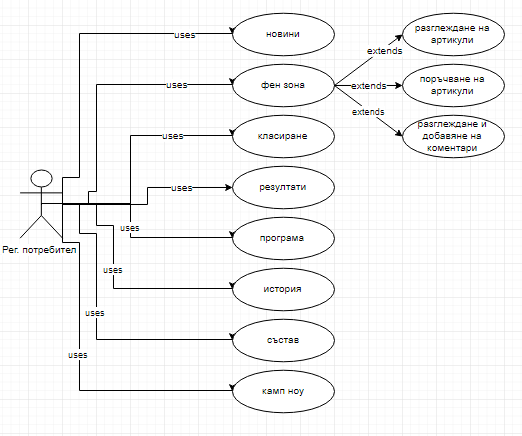 uses
новини
разглеждане на
артикули
extends
uses
фен зона
extends
поръчване на
артикули
extends
разглеждане и
добавяне на
коментари
uses
класиране
uses
резултати
Рег. потребител
uses
програма
uses
история
uses
състав
uses
камп ноу